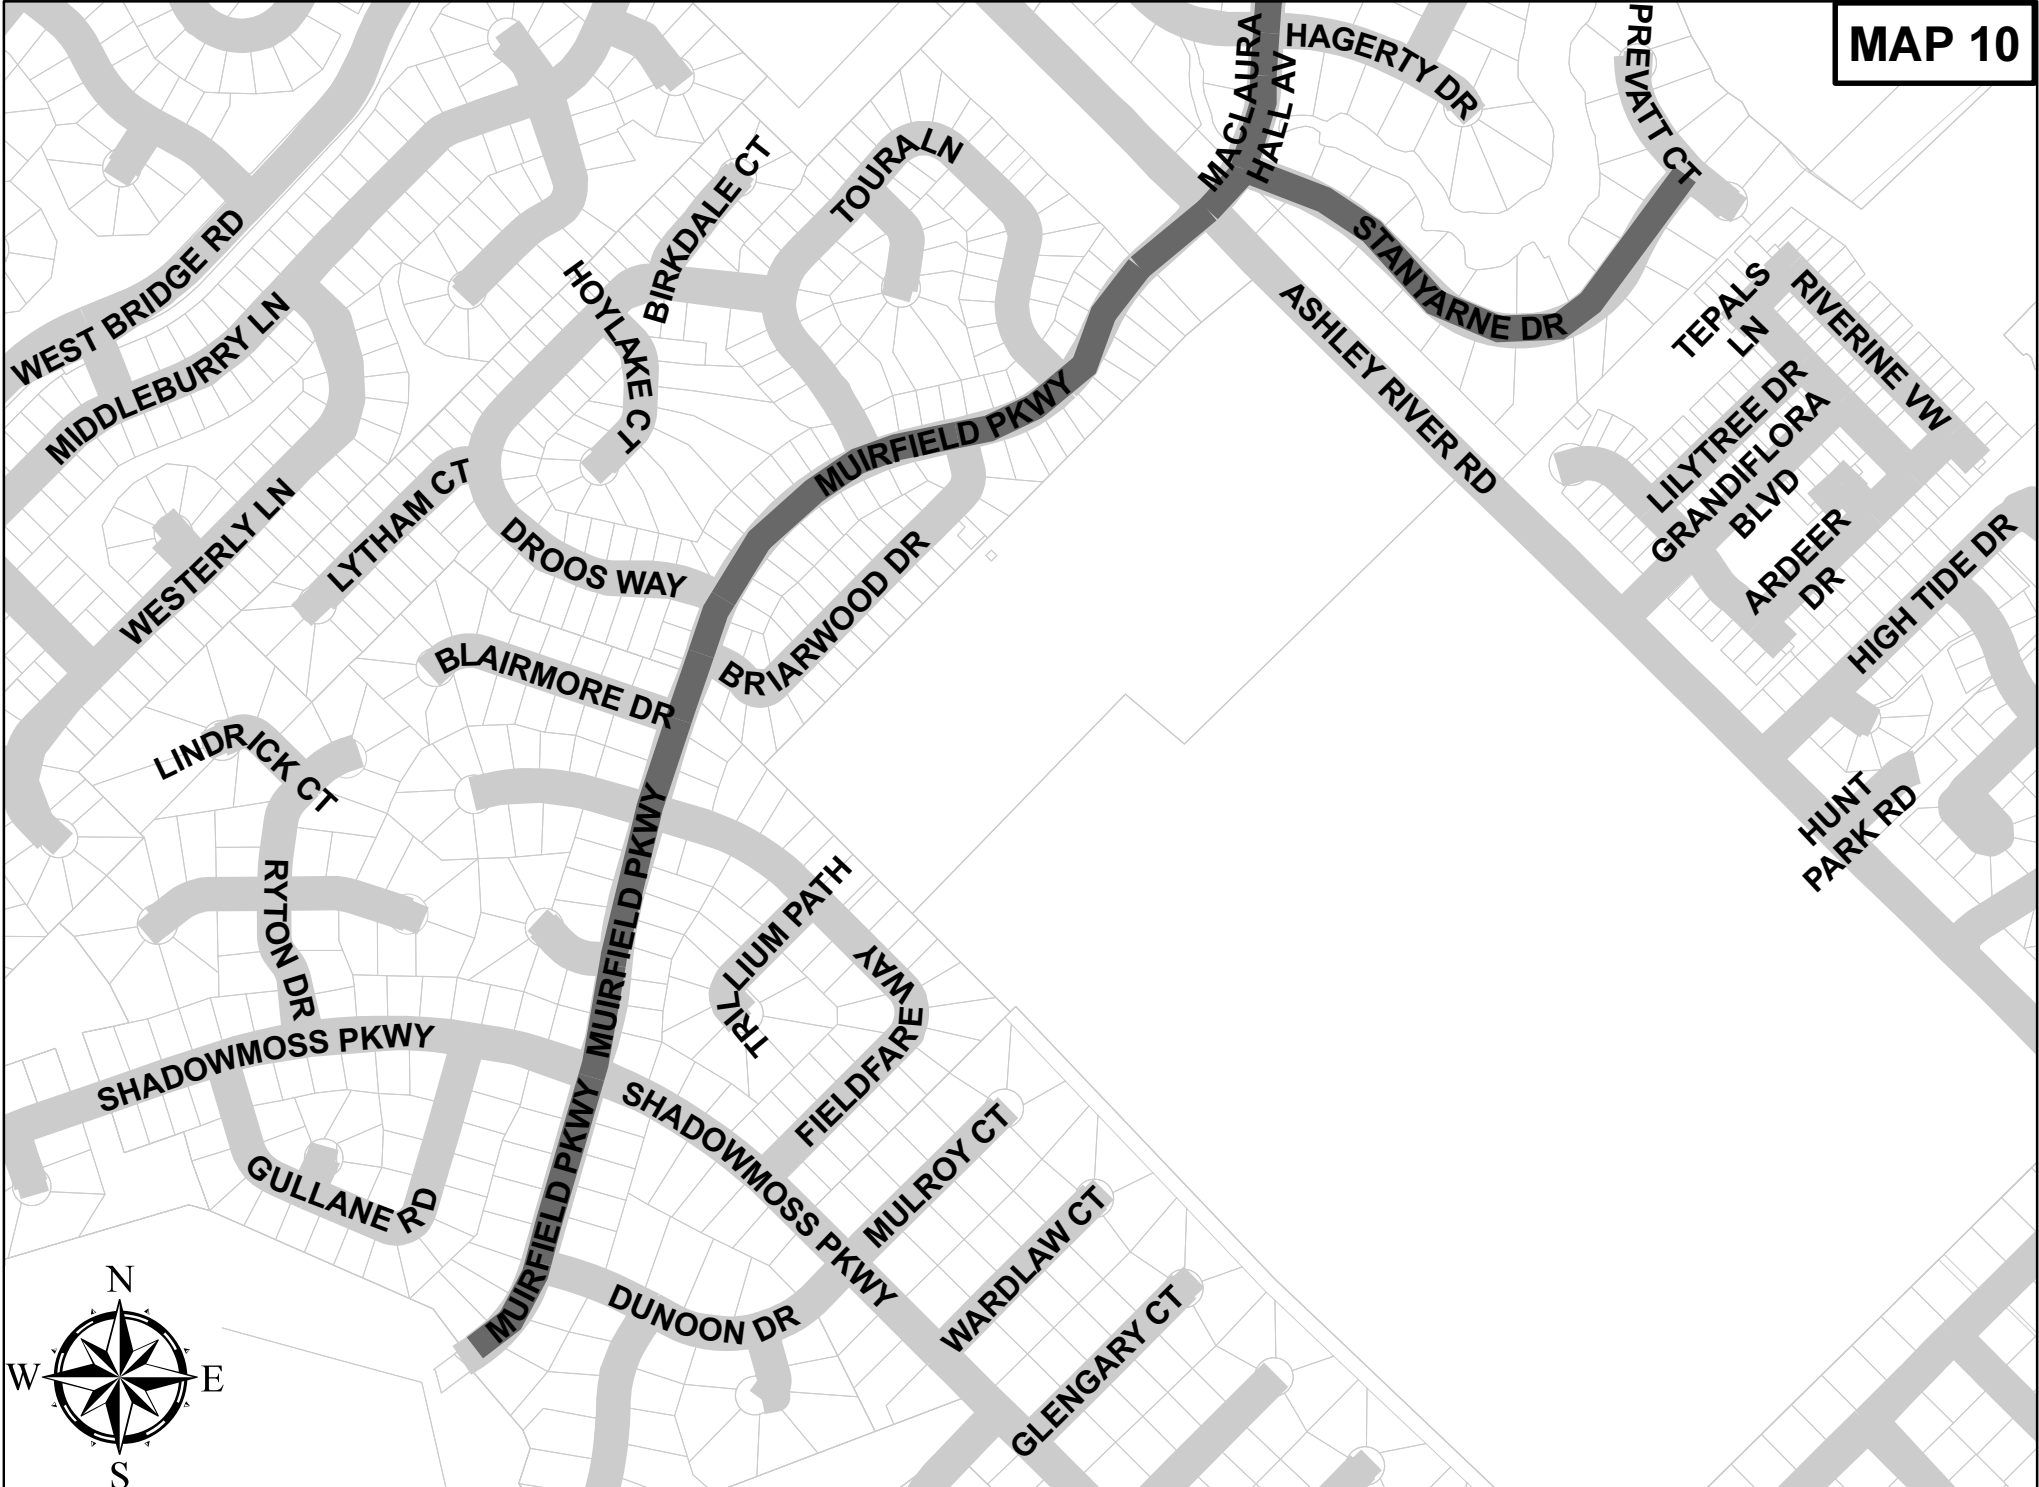 MAP 10
MACLAURA
HALL AV
HAGERTY DR
PREVATT CT
TOURA LN
BIRKDALE CT
STANYARNE DR
WEST BRIDGE RD
MIDDLEBURRY LN
HOYLAKE CT
ASHLEY RIVER RD
TEPALS
LN
RIVERINE VW
LILYTREE DR
GRANDIFLORA
BLVD
ARDEER
DR
HIGH TIDE DR
MUIRFIELD PKWY
LYTHAM CT
WESTERLY LN
DROOS WAY
BRIARWOOD DR
BLAIRMORE DR
LINDRICK CT
HUNT
PARK RD
MUIRFIELD PKWY
RYTON DR
TRILLIUM PATH
FIELDFARE WAY
SHADOWMOSS PKWY
SHADOWMOSS PKWY
MUIRFIELD PKWY
GULLANE RD
MULROY CT
WARDLAW CT
DUNOON DR
GLENGARY CT
N
W
E
S